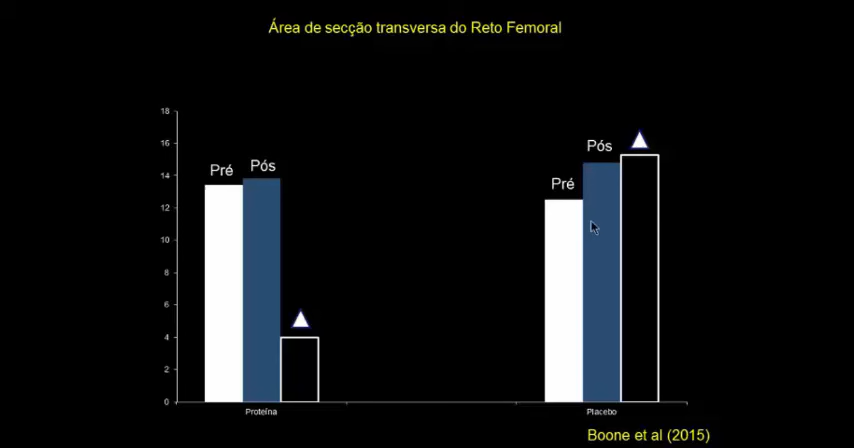 Área de secção transversa do Reto Femoral
18
16
14
12
10
8
6
4
2
0
Pré
Pós
Pré
Pós
Proteína
Placebo
Boone et al (2015)